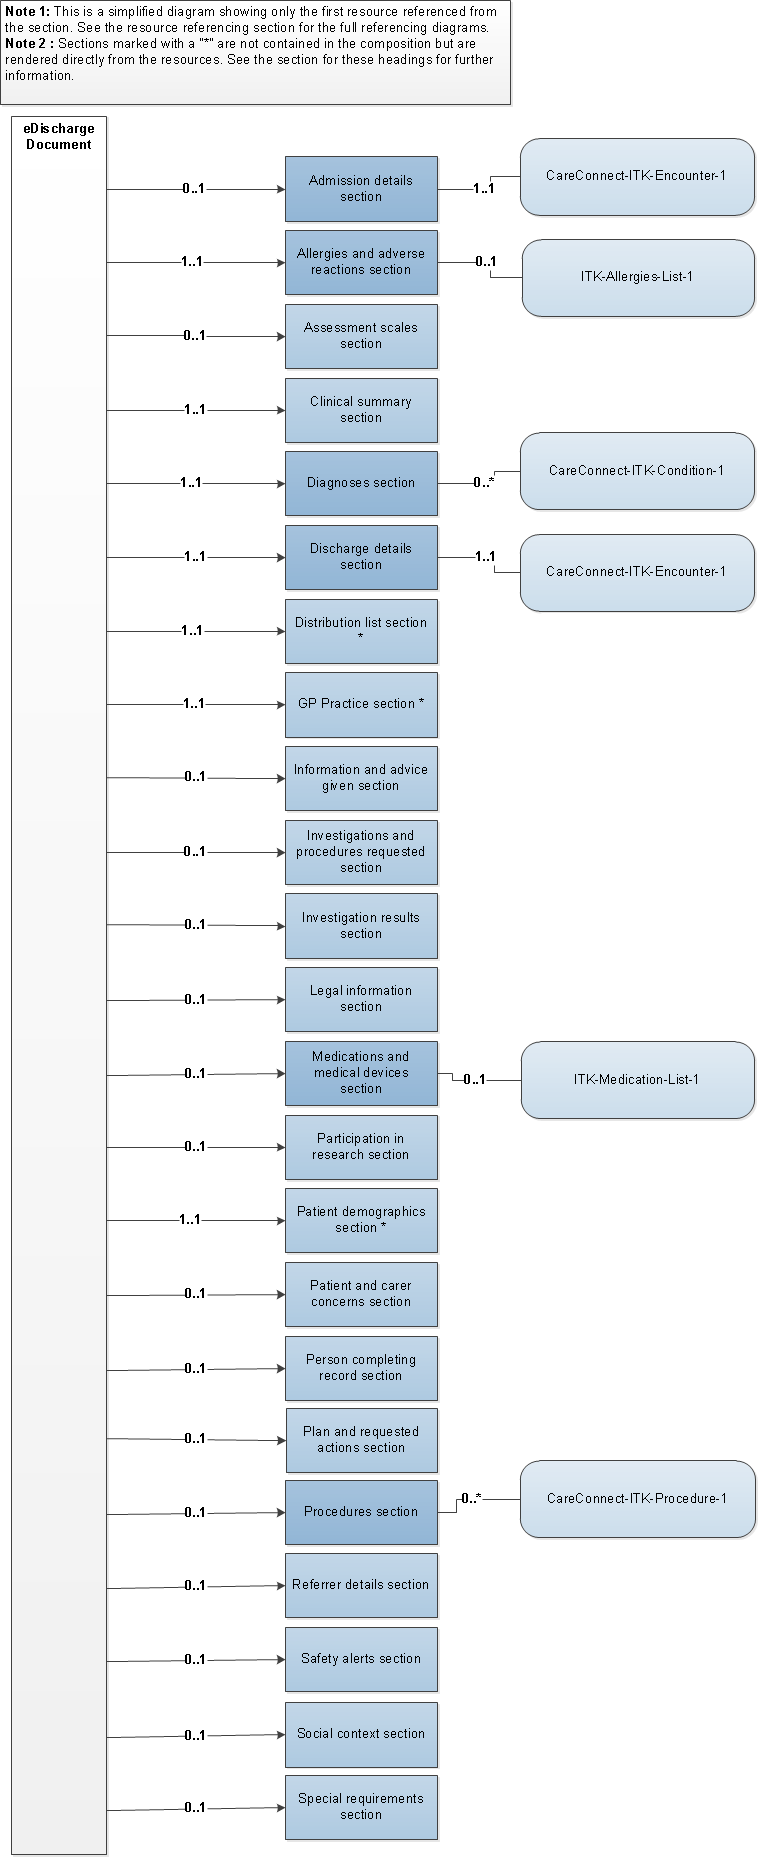 Note 1: This is a simplified diagram showing only the first resource referenced from
the section. See the resource referencing section for the full referencing diagrams.
Note 2 : Sections marked with a "*" are not contained in the composition but are
rendered directly from the resources. See the section for these headings for further
information.
eDischarge
Document
0..1
Admission details
section
1..1
CareConnect-ITK-Encounter-1
1..1
Allergies and adverse
reactions section
0..1
ITK-Allergies-List-1
0..1
Assessment scales
section
1..1
Clinical summary
section
1..1
Diagnoses section
0..*
CareConnect-ITK-Condition-1
1..1
Discharge details
section
1..1
CareConnect-ITK-Encounter-1
1..1
Distribution list section
*
1..1
GP Practice section *
0..1
Information and advice
given section
0..1
Investigations and
procedures requested
section
0..1
Investigation results
section
0..1
Legal information
section
0..1
Medications and
medical devices
section
0..1
ITK-Medication-List-1
0..1
Participation in
research section
1..1
Patient demographics
section *
0..1
Patient and carer
concerns section
0..1
Person completing
record section
0..1
Plan and requested
actions section
0..1
Procedures section
0..*
CareConnect-ITK-Procedure-1
0..1
Referrer details section
0..1
Safety alerts section
0..1
Social context section
0..1
Special requirements
section